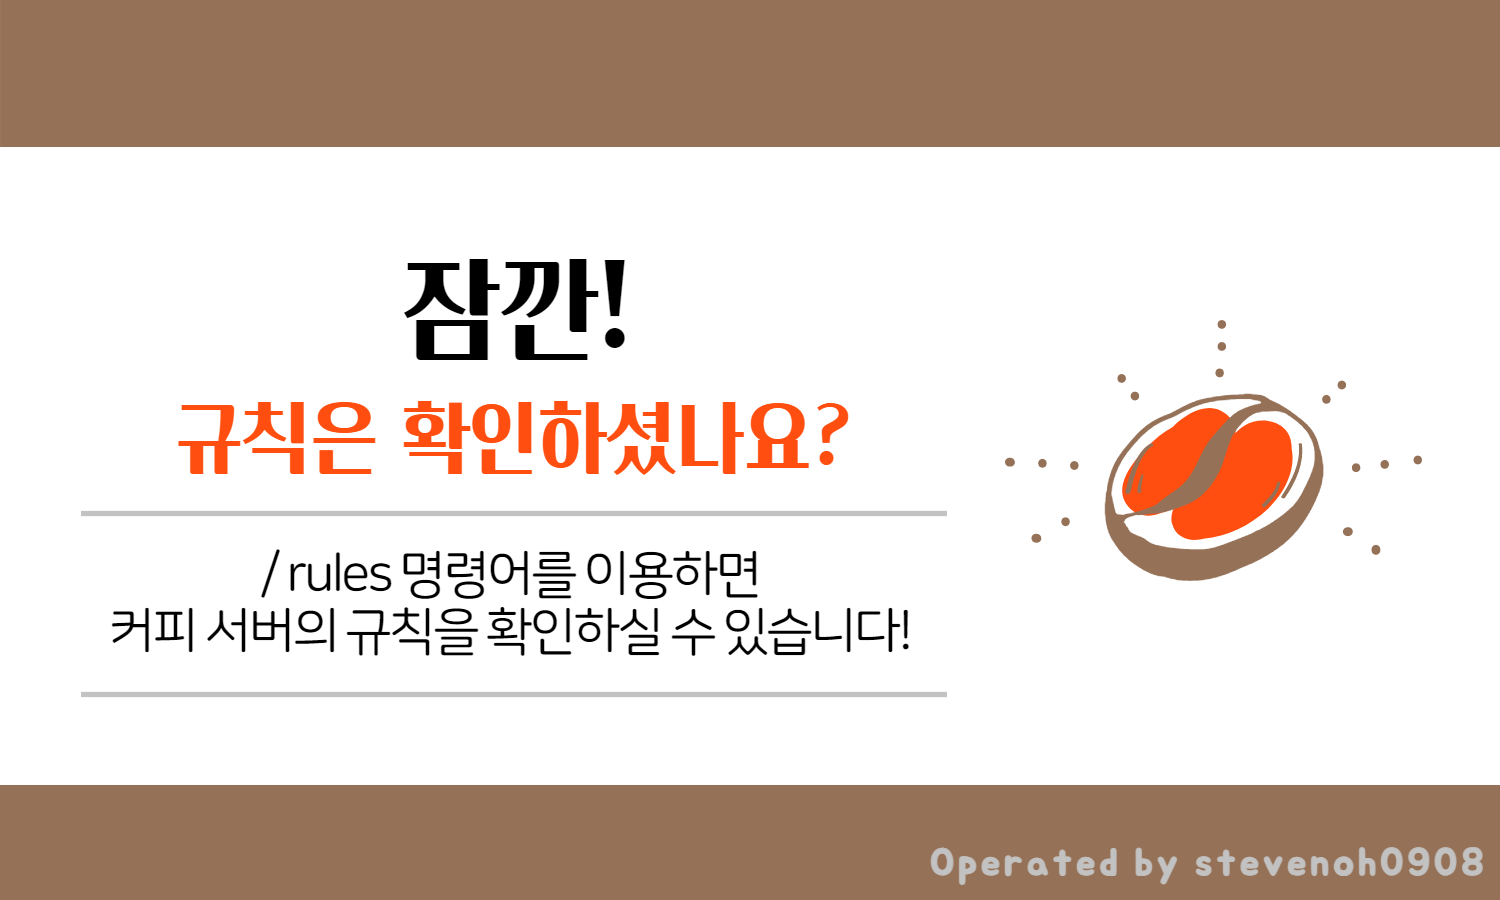 잠깐!
규칙은 확인하셨나요?
/ rules 명령어를 이용하면
커피 서버의 규칙을 확인하실 수 있습니다!
Operated by stevenoh0908